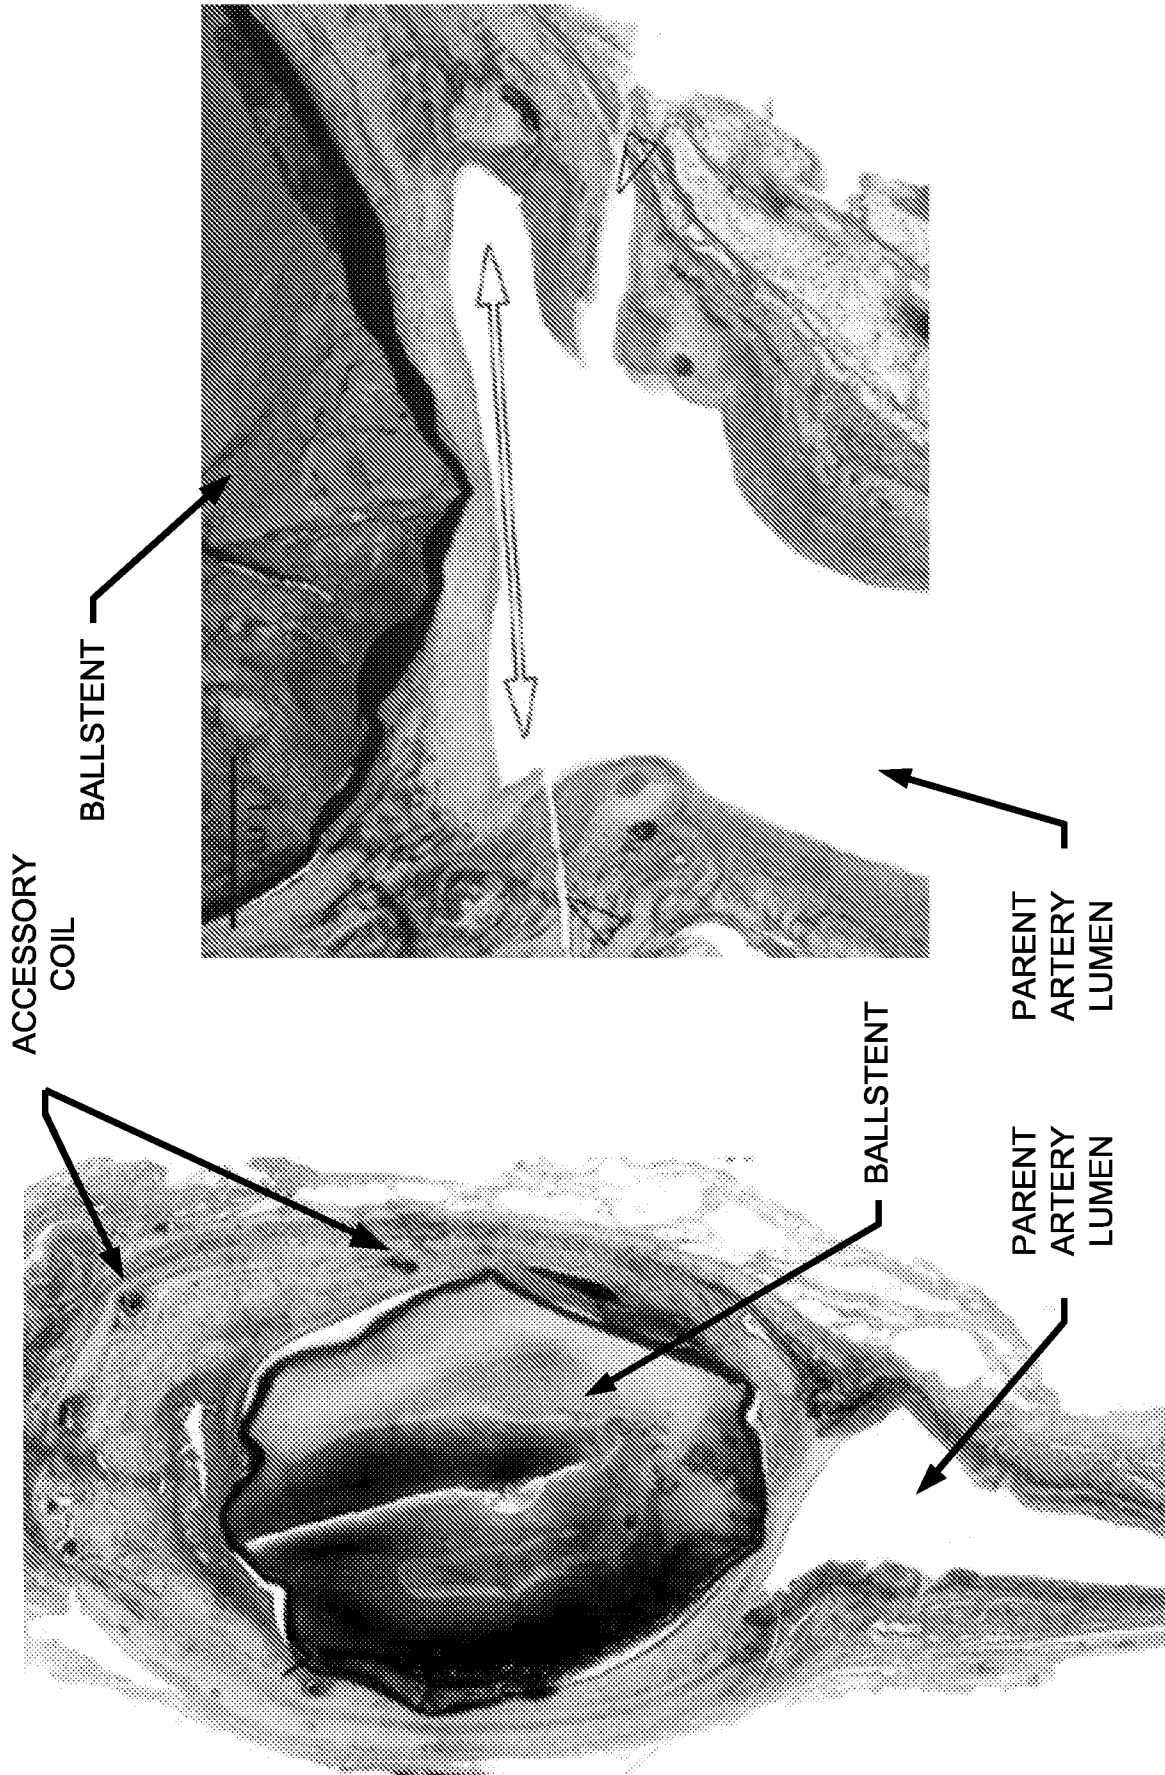 ACCESSORY
COIL
BALLSTENT
BALLSTENT
PARENT
ARTERY
LUMEN
PARENT
ARTERY
LUMEN